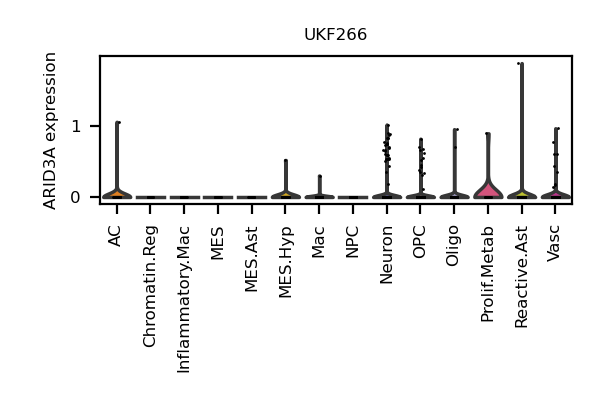 UKF266
ARID3A expression
1
0
AC
Chromatin.Reg
Inflammatory.Mac
MES
MES.Ast
MES.Hyp
Mac
NPC
Neuron
OPC
Oligo
Prolif.Metab
Reactive.Ast
Vasc